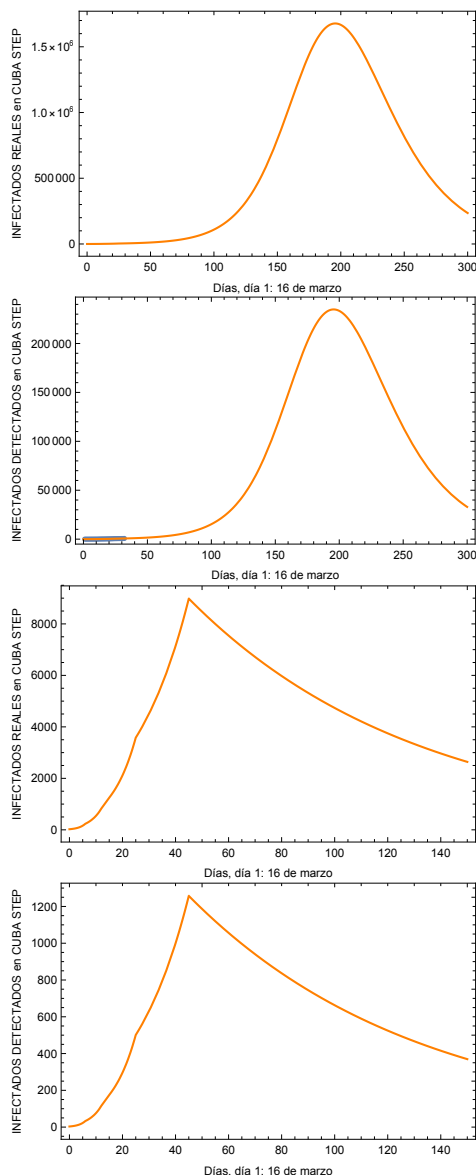 INFECTADOS REALES en CUBA STEP
1.5×10⁶
1.0×10⁶
500 000
0
0 50 100 150 200 250 300
Días, día 1: 16 de marzo
INFECTADOS DETECTADOS en CUBA STEP
200 000
150 000
100 000
50 000
0
0 50 100 150 200 250 300
Días, día 1: 16 de marzo
INFECTADOS REALES en CUBA STEP
8000
6000
4000
2000
0
0 20 40 60 80 100 120 140
Días, día 1: 16 de marzo
INFECTADOS DETECTADOS en CUBA STEP
1200
1000
800
600
400
200
0
0 20 40 60 80 100 120 140
Días, día 1: 16 de marzo